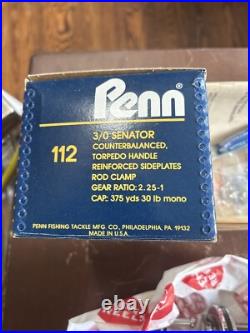 Penn
3/0 SENATOR
112
COUNTERBALANCED,
TORPEDO HANDLE
REINFORCED SIDEPLATES
ROD CLAMP
GEAR RATIO: 2.25-1
CAP: 375 yds 30 lb mono
PENN FISHING TACKLE MFG. CO., PHILADELPHIA, PA. 19132
MADE IN U.S.A.